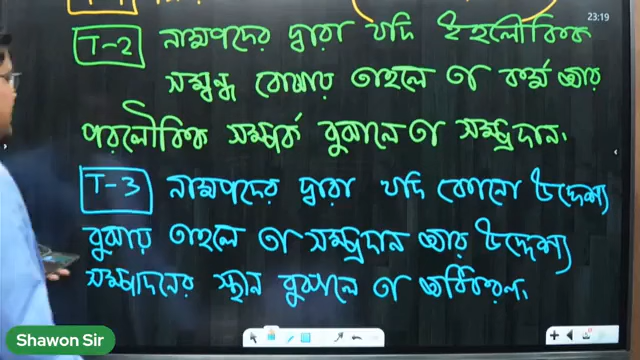 23:19
T-2 নামপদের দ্বারা যদি ইহলৌকিক
সম্বন্ধ বোঝায় তাহলে তা কর্ম আর
পরলৌকিক সম্পর্ক বুঝালে তা সম্প্রদান.
T-3 নামপদের দ্বারা যদি কোনো উদ্দেশ্য
বুঝায় তাহলে তা সম্প্রদান আর উদ্দেশ্য
সম্পাদনের স্থান বুঝালে তা অধিকরণ.
Shawon Sir